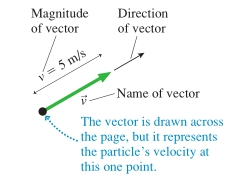 Magnitude
of vector
Direction
of vector
v = 5 m/s
v⃗
Name of vector
The vector is drawn across
the page, but it represents
the particle's velocity at
this one point.